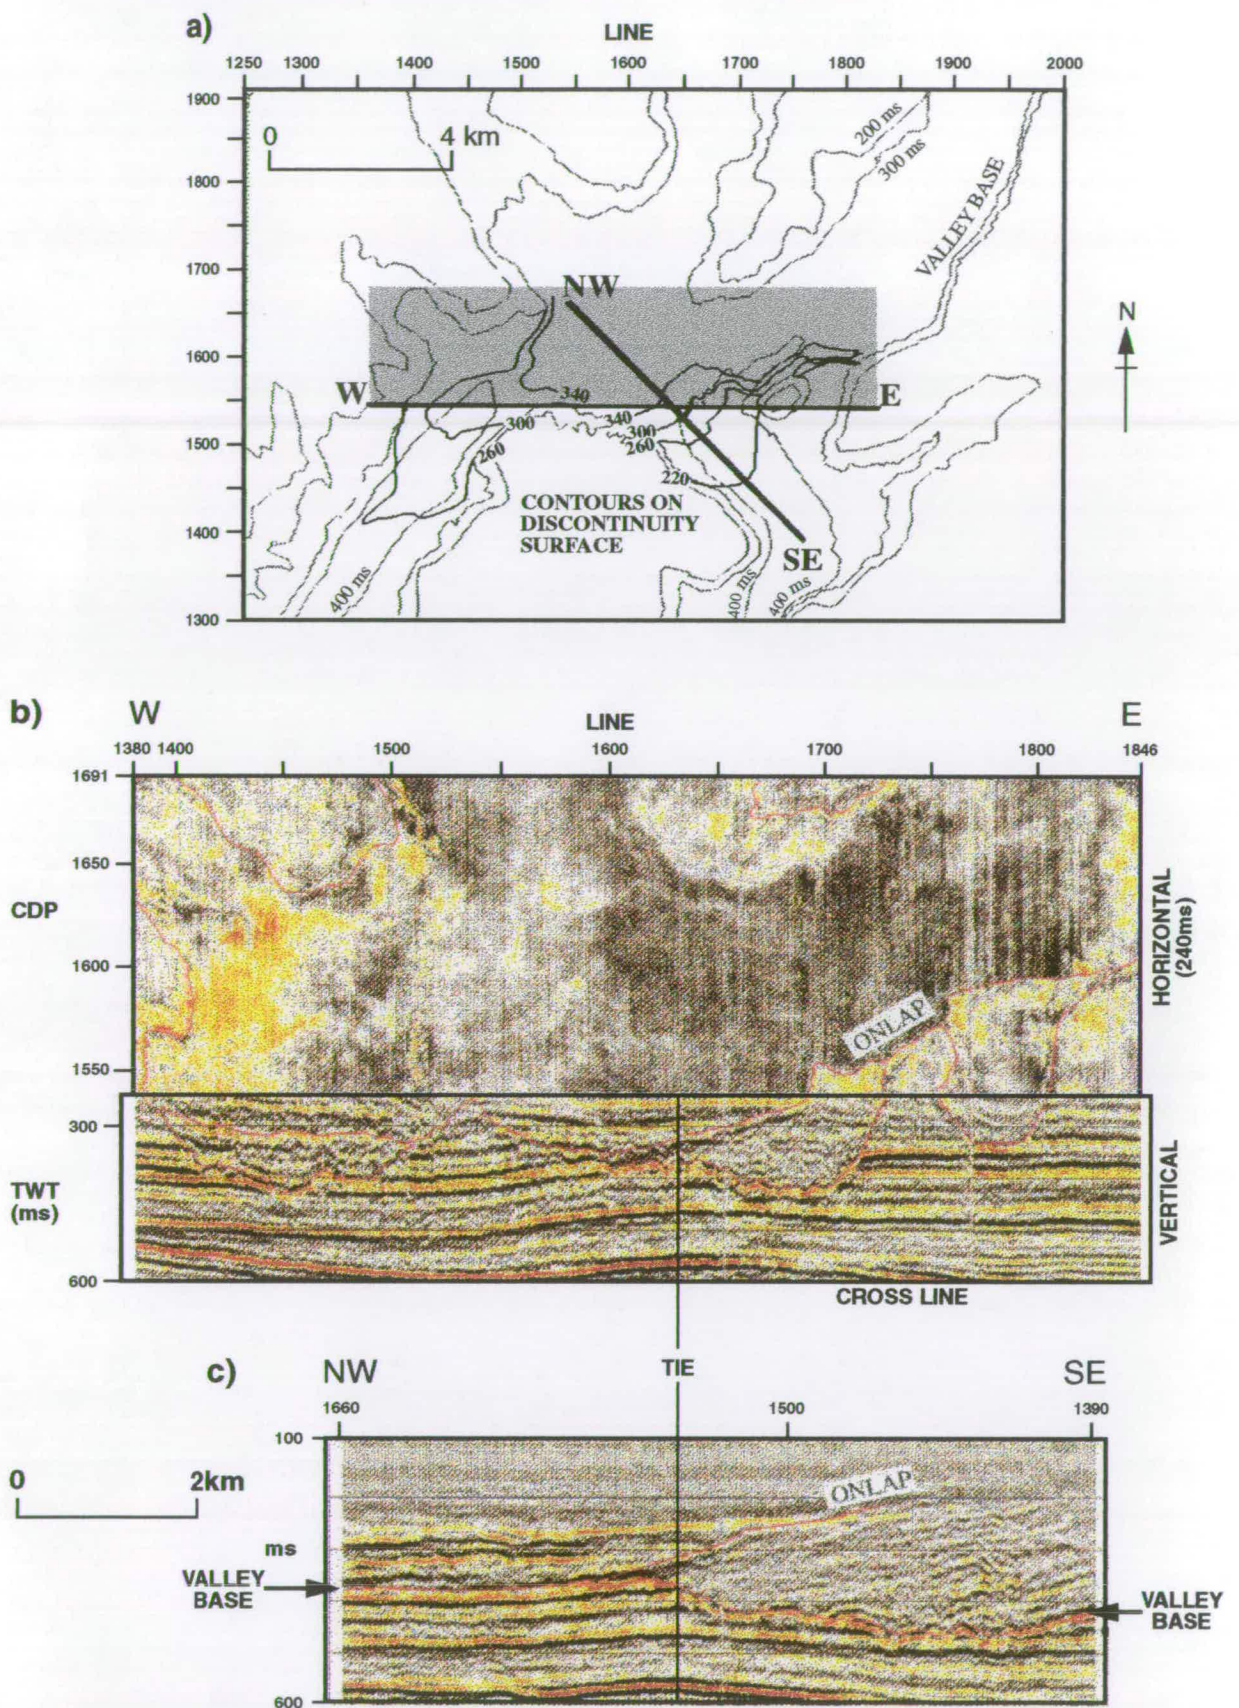 a)
LINE
1250 1300 1400 1500 1600 1700 1800 1900 2000
1900
0 4 km
200 ms
300 ms
1800
VALLEY BASE
1700
NW
N
1600
W
340
E
300
340
300
1500
260
260
220
CONTOURS ON
DISCONTINUITY
SURFACE
1400
SE
400 ms
400 ms
400 ms
1300
b)
W
LINE
E
1380 1400 1500 1600 1700 1800 1846
1691
1650
CDP
HORIZONTAL
(240ms)
1600
ONLAP
1550
300
TWT
(ms)
VERTICAL
600
CROSS LINE
c)
NW
TIE
SE
1660 1500 1390
100
0 2km
ONLAP
ms
VALLEY
BASE
VALLEY
BASE
600